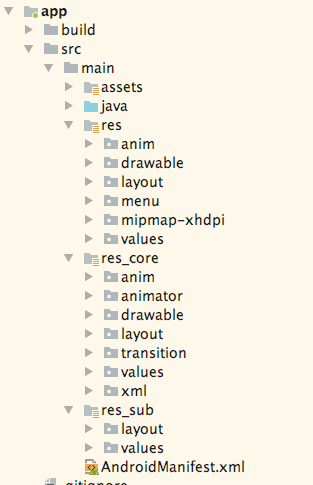 app
build
src
main
assets
java
res
anim
drawable
layout
menu
mipmap-xhdpi
values
res_core
anim
animator
drawable
layout
transition
values
xml
res_sub
layout
values
AndroidManifest.xml
.gitignore